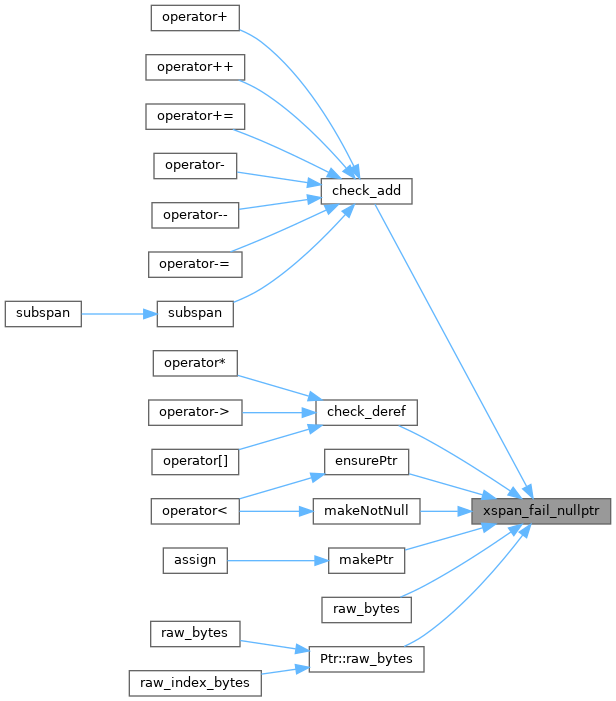 operator+
operator++
operator+=
operator-
check_add
operator--
operator-=
subspan
subspan
operator*
operator->
check_deref
operator[]
ensurePtr
operator<
makeNotNull
xspan_fail_nullptr
assign
makePtr
raw_bytes
raw_bytes
Ptr::raw_bytes
raw_index_bytes